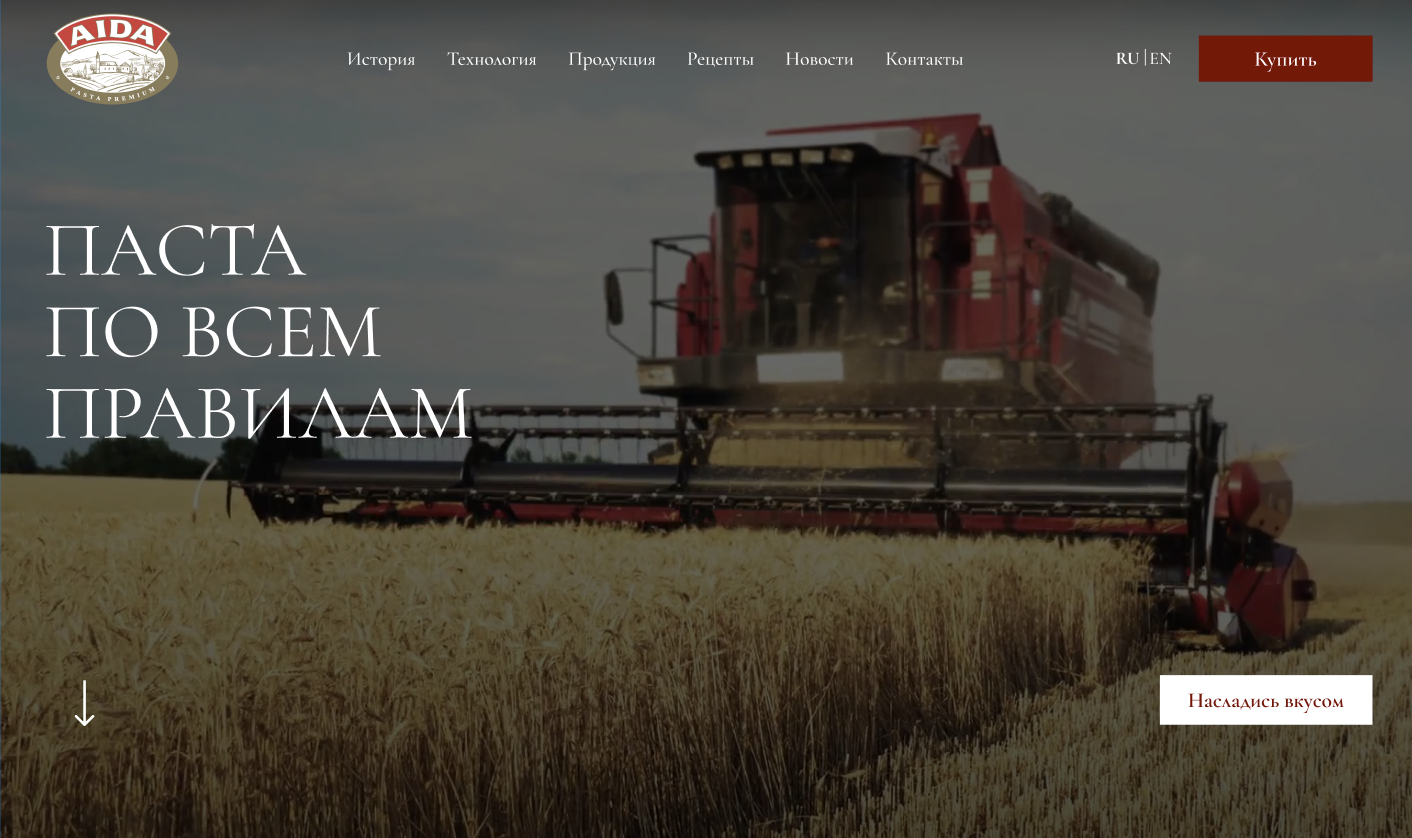 AIDA
PASTA PREMIUM
История Технология Продукция Рецепты Новости Контакты RU | EN Купить
ПАСТА
ПО ВСЕМ
ПРАВИЛАМ
Насладись вкусом